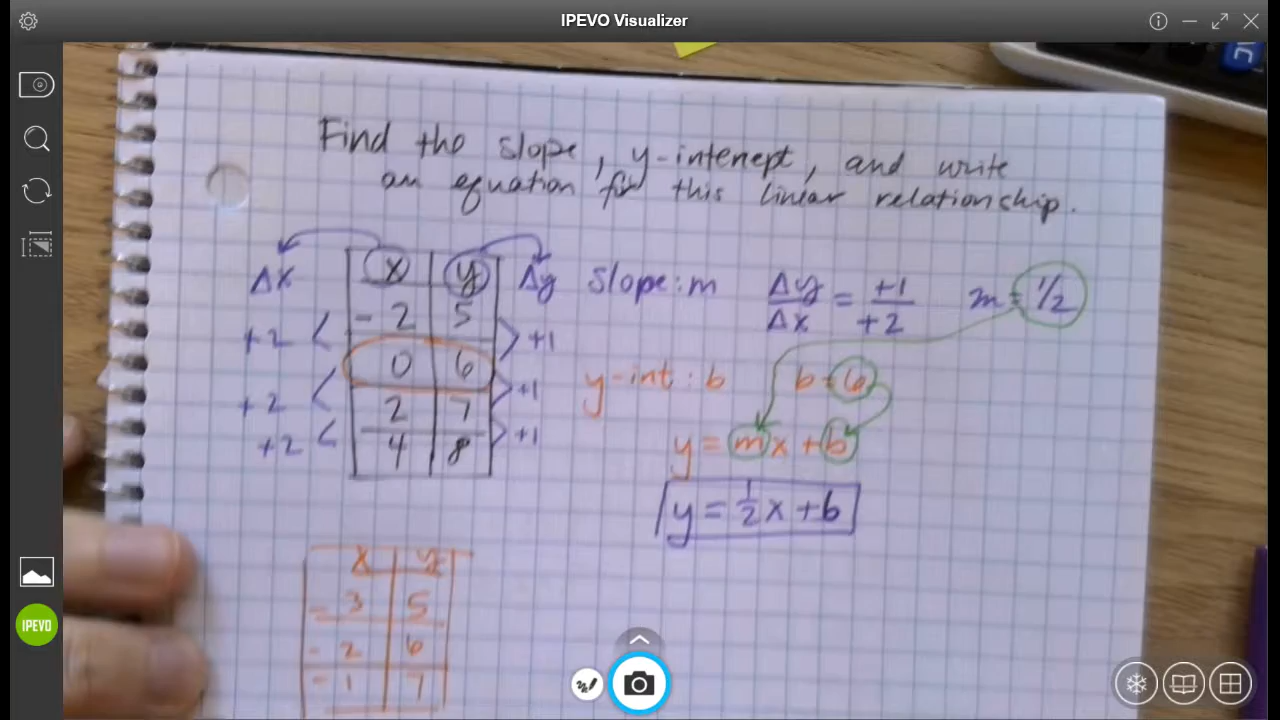 IPEVO Visualizer
Find the slope, y-intercept, and write
an equation for this linear relationship.
Δx x y Δy slope: m Δy/Δx = +1/+2 m = 1/2
-2 5
+2 +1
0 6 y-int: b b = 6
+2 +1
2 7
+2 +1
4 8 y = mx + b
y = 1/2 x + 6
x y
-3 5
-2 6
-1 7
IPEVO